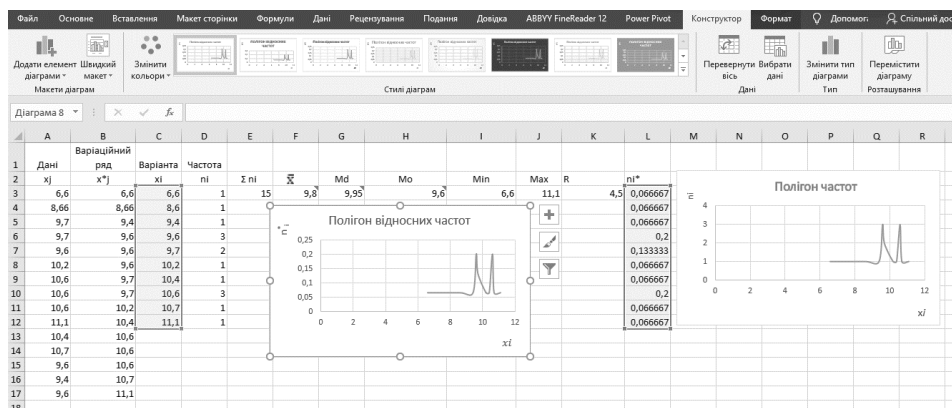 Файл Основне Вставлення Макет сторінки Формули Дані Рецензування Подання Довідка ABBYY FineReader 12 Power Pivot Конструктор Формат Допомога Спільний дос
Додати елемент діаграми
Швидкий макет
Змінити кольори
Перевернути вісь
Вибрати дані
Змінити тип діаграми
Перемістити діаграму
Макети діаграм Стилі діаграм Дані Тип Розташування
Діаграма 8 fx
A B C D E F G H I J K L M N O P Q R
1 Дані Варіаційний ряд Варіанта Частота
2 xj x*j xi ni Σ ni X̅ Md Mo Min Max R ni*
3 6,6 6,6 6,6 1 15 9,8 9,95 9,6 6,6 11,1 4,5 0,066667
4 8,66 8,66 8,6 1 0,066667
5 9,7 9,4 9,4 1 0,066667
6 9,7 9,6 9,6 3 0,2
7 9,6 9,6 9,7 2 0,133333
8 10,2 9,6 10,2 1 0,066667
9 10,6 9,7 10,4 1 0,066667
10 10,6 9,7 10,6 3 0,2
11 10,6 10,2 10,7 1 0,066667
12 11,1 10,4 11,1 1 0,066667
13 10,4 10,6
14 10,7 10,6
15 9,6 10,6
16 9,4 10,7
17 9,6 11,1
18
Полігон відносних частот
n*i
0,25
0,2
0,15
0,1
0,05
0
0 2 4 6 8 10 12
xi
Полігон частот
ni
4
3
2
1
0
0 2 4 6 8 10 12
xi